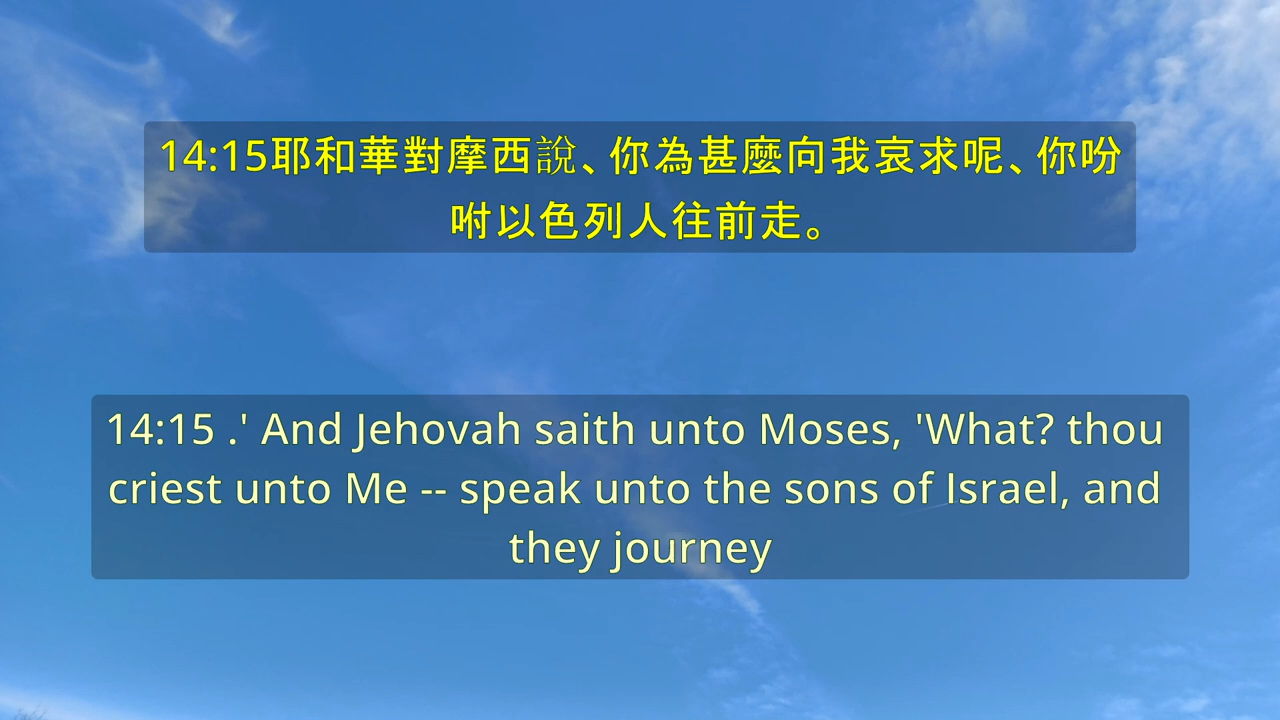 14:15耶和華對摩西說、你為甚麼向我哀求呢、你吩
咐以色列人往前走。
14:15 .' And Jehovah saith unto Moses, 'What? thou
criest unto Me -- speak unto the sons of Israel, and
they journey